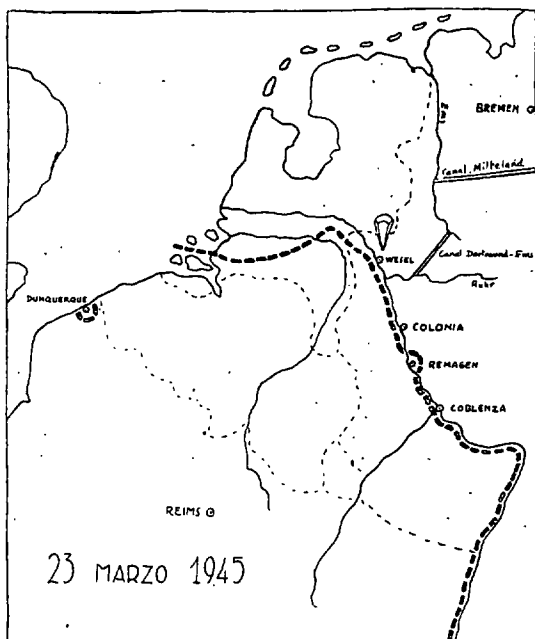 BREMEN
Canal Mitteland
Canal Dortmund-Ems
WESEL
Ruhr
DUNQUERQUE
COLONIA
REMAGEN
COBLENZA
REIMS
23 MARZO 1945